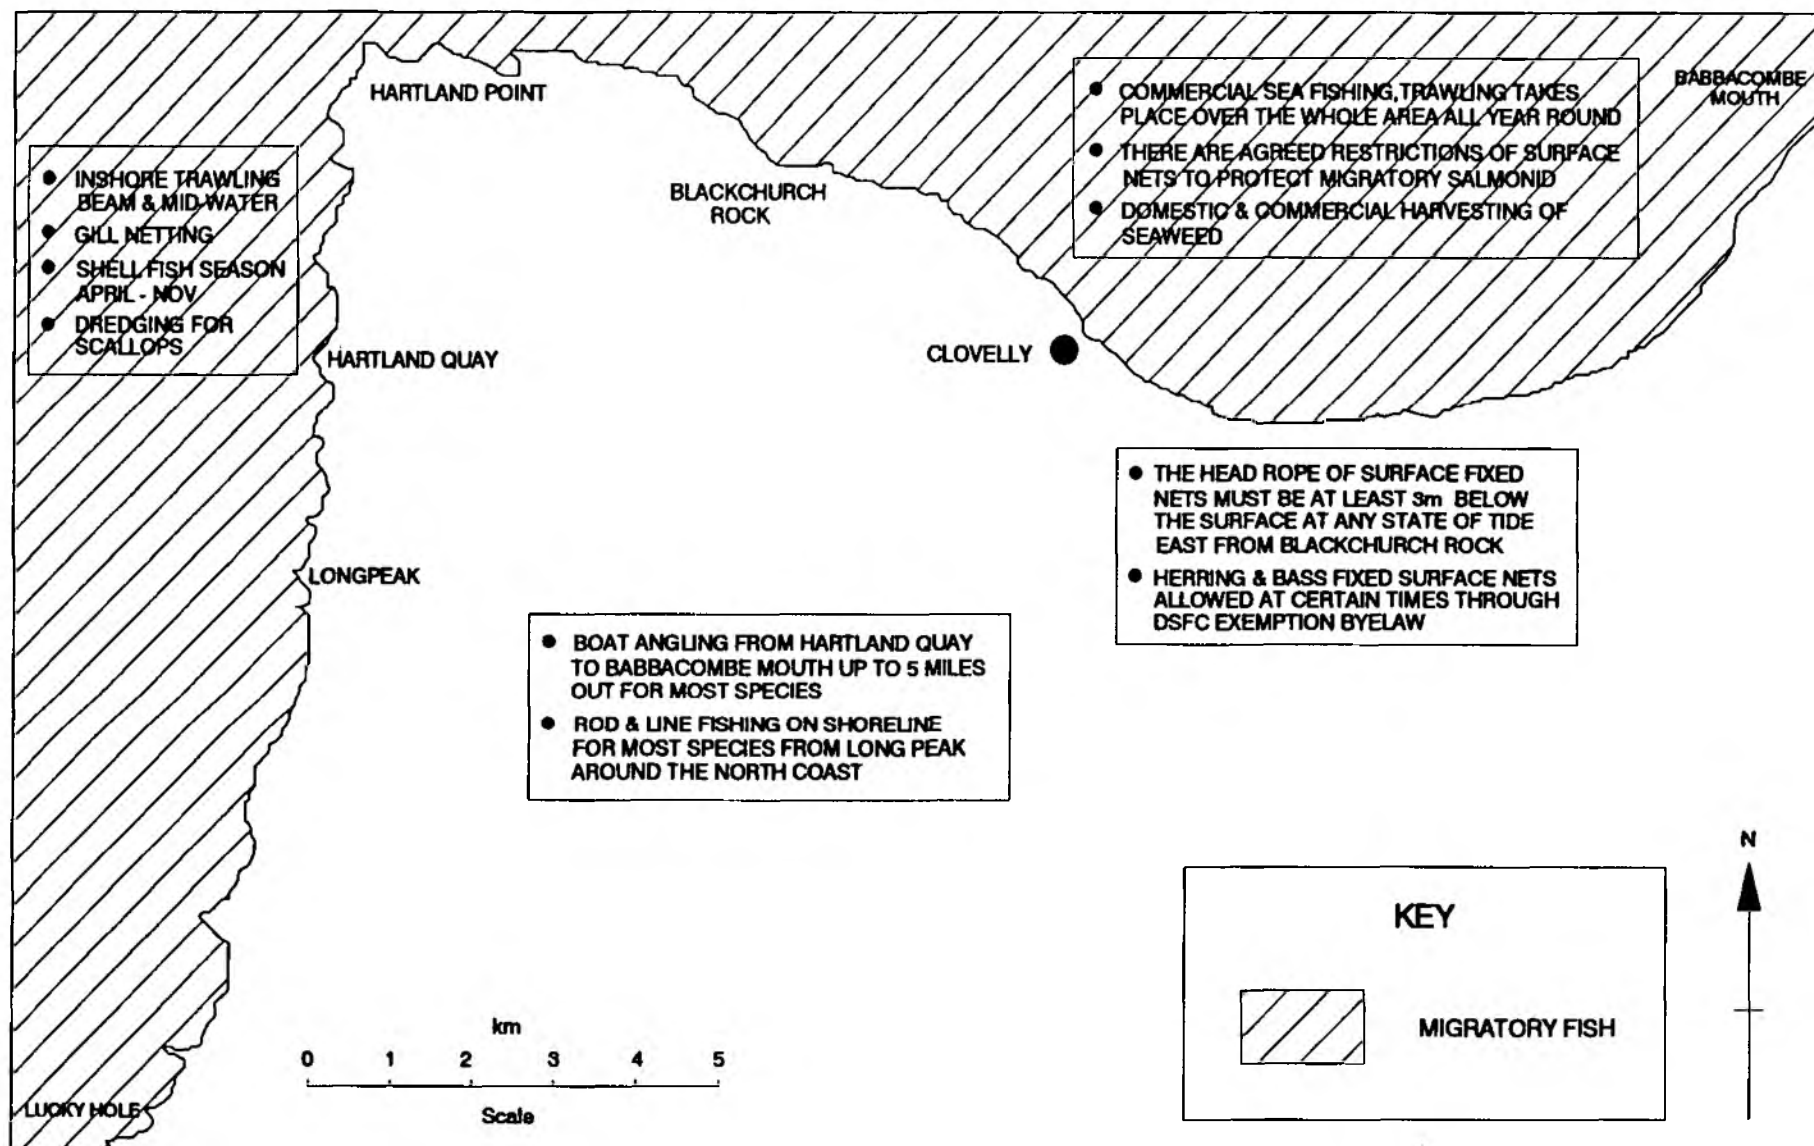 HARTLAND POINT
BABBACOMBE
MOUTH
● COMMERCIAL SEA FISHING,TRAWLING TAKES
PLACE OVER THE WHOLE AREA ALL YEAR ROUND
● THERE ARE AGREED RESTRICTIONS OF SURFACE
NETS TO PROTECT MIGRATORY SALMONID
● DOMESTIC & COMMERCIAL HARVESTING OF
SEAWEED
● INSHORE TRAWLING
BEAM & MID-WATER
● GILL NETTING
● SHELL FISH SEASON
APRIL - NOV
● DREDGING FOR
SCALLOPS
BLACKCHURCH
ROCK
HARTLAND QUAY
CLOVELLY
● THE HEAD ROPE OF SURFACE FIXED
NETS MUST BE AT LEAST 3m BELOW
THE SURFACE AT ANY STATE OF TIDE
EAST FROM BLACKCHURCH ROCK
● HERRING & BASS FIXED SURFACE NETS
ALLOWED AT CERTAIN TIMES THROUGH
DSFC EXEMPTION BYELAW
LONGPEAK
● BOAT ANGLING FROM HARTLAND QUAY
TO BABBACOMBE MOUTH UP TO 5 MILES
OUT FOR MOST SPECIES
● ROD & LINE FISHING ON SHORELINE
FOR MOST SPECIES FROM LONG PEAK
AROUND THE NORTH COAST
N
KEY
MIGRATORY FISH
km
0 1 2 3 4 5
Scale
LUCKY HOLE